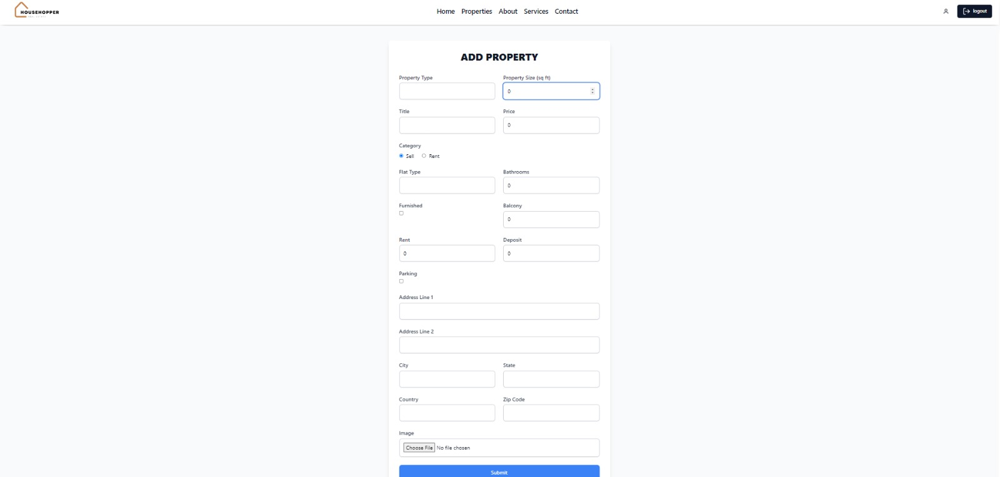 HOUSEHOPPER
Home Properties About Services Contact
logout
ADD PROPERTY
Property Type Property Size (sq ft)
0
Title Price
0
Category
Sell Rent
Flat Type Bathrooms
0
Furnished Balcony
0
Rent Deposit
0 0
Parking
Address Line 1
Address Line 2
City State
Country Zip Code
Image
Choose File No file chosen
Submit